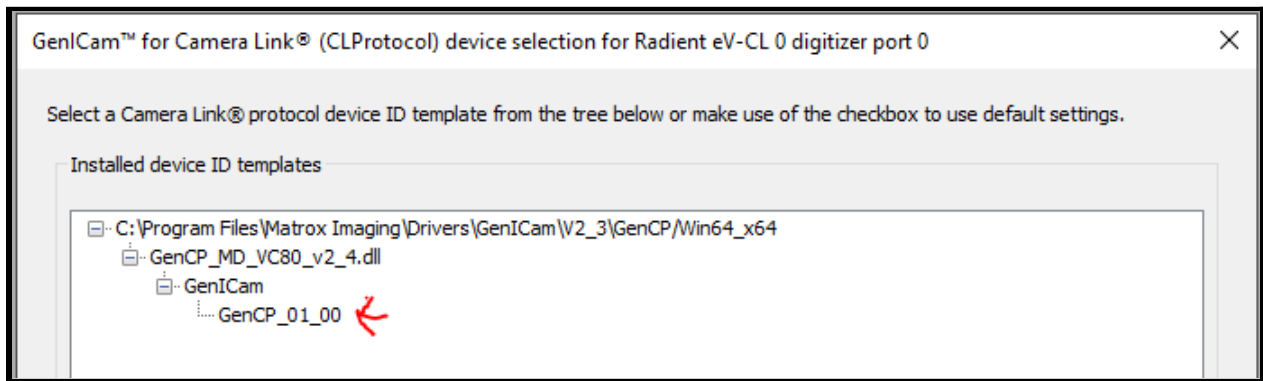 GenICam™ for Camera Link® (CLProtocol) device selection for Radient eV-CL 0 digitizer port 0
Select a Camera Link® protocol device ID template from the tree below or make use of the checkbox to use default settings.
Installed device ID templates
C:\Program Files\Matrox Imaging\Drivers\GenICam\V2_3\GenCP/Win64_x64
GenCP_MD_VC80_v2_4.dll
GenICam
GenCP_01_00